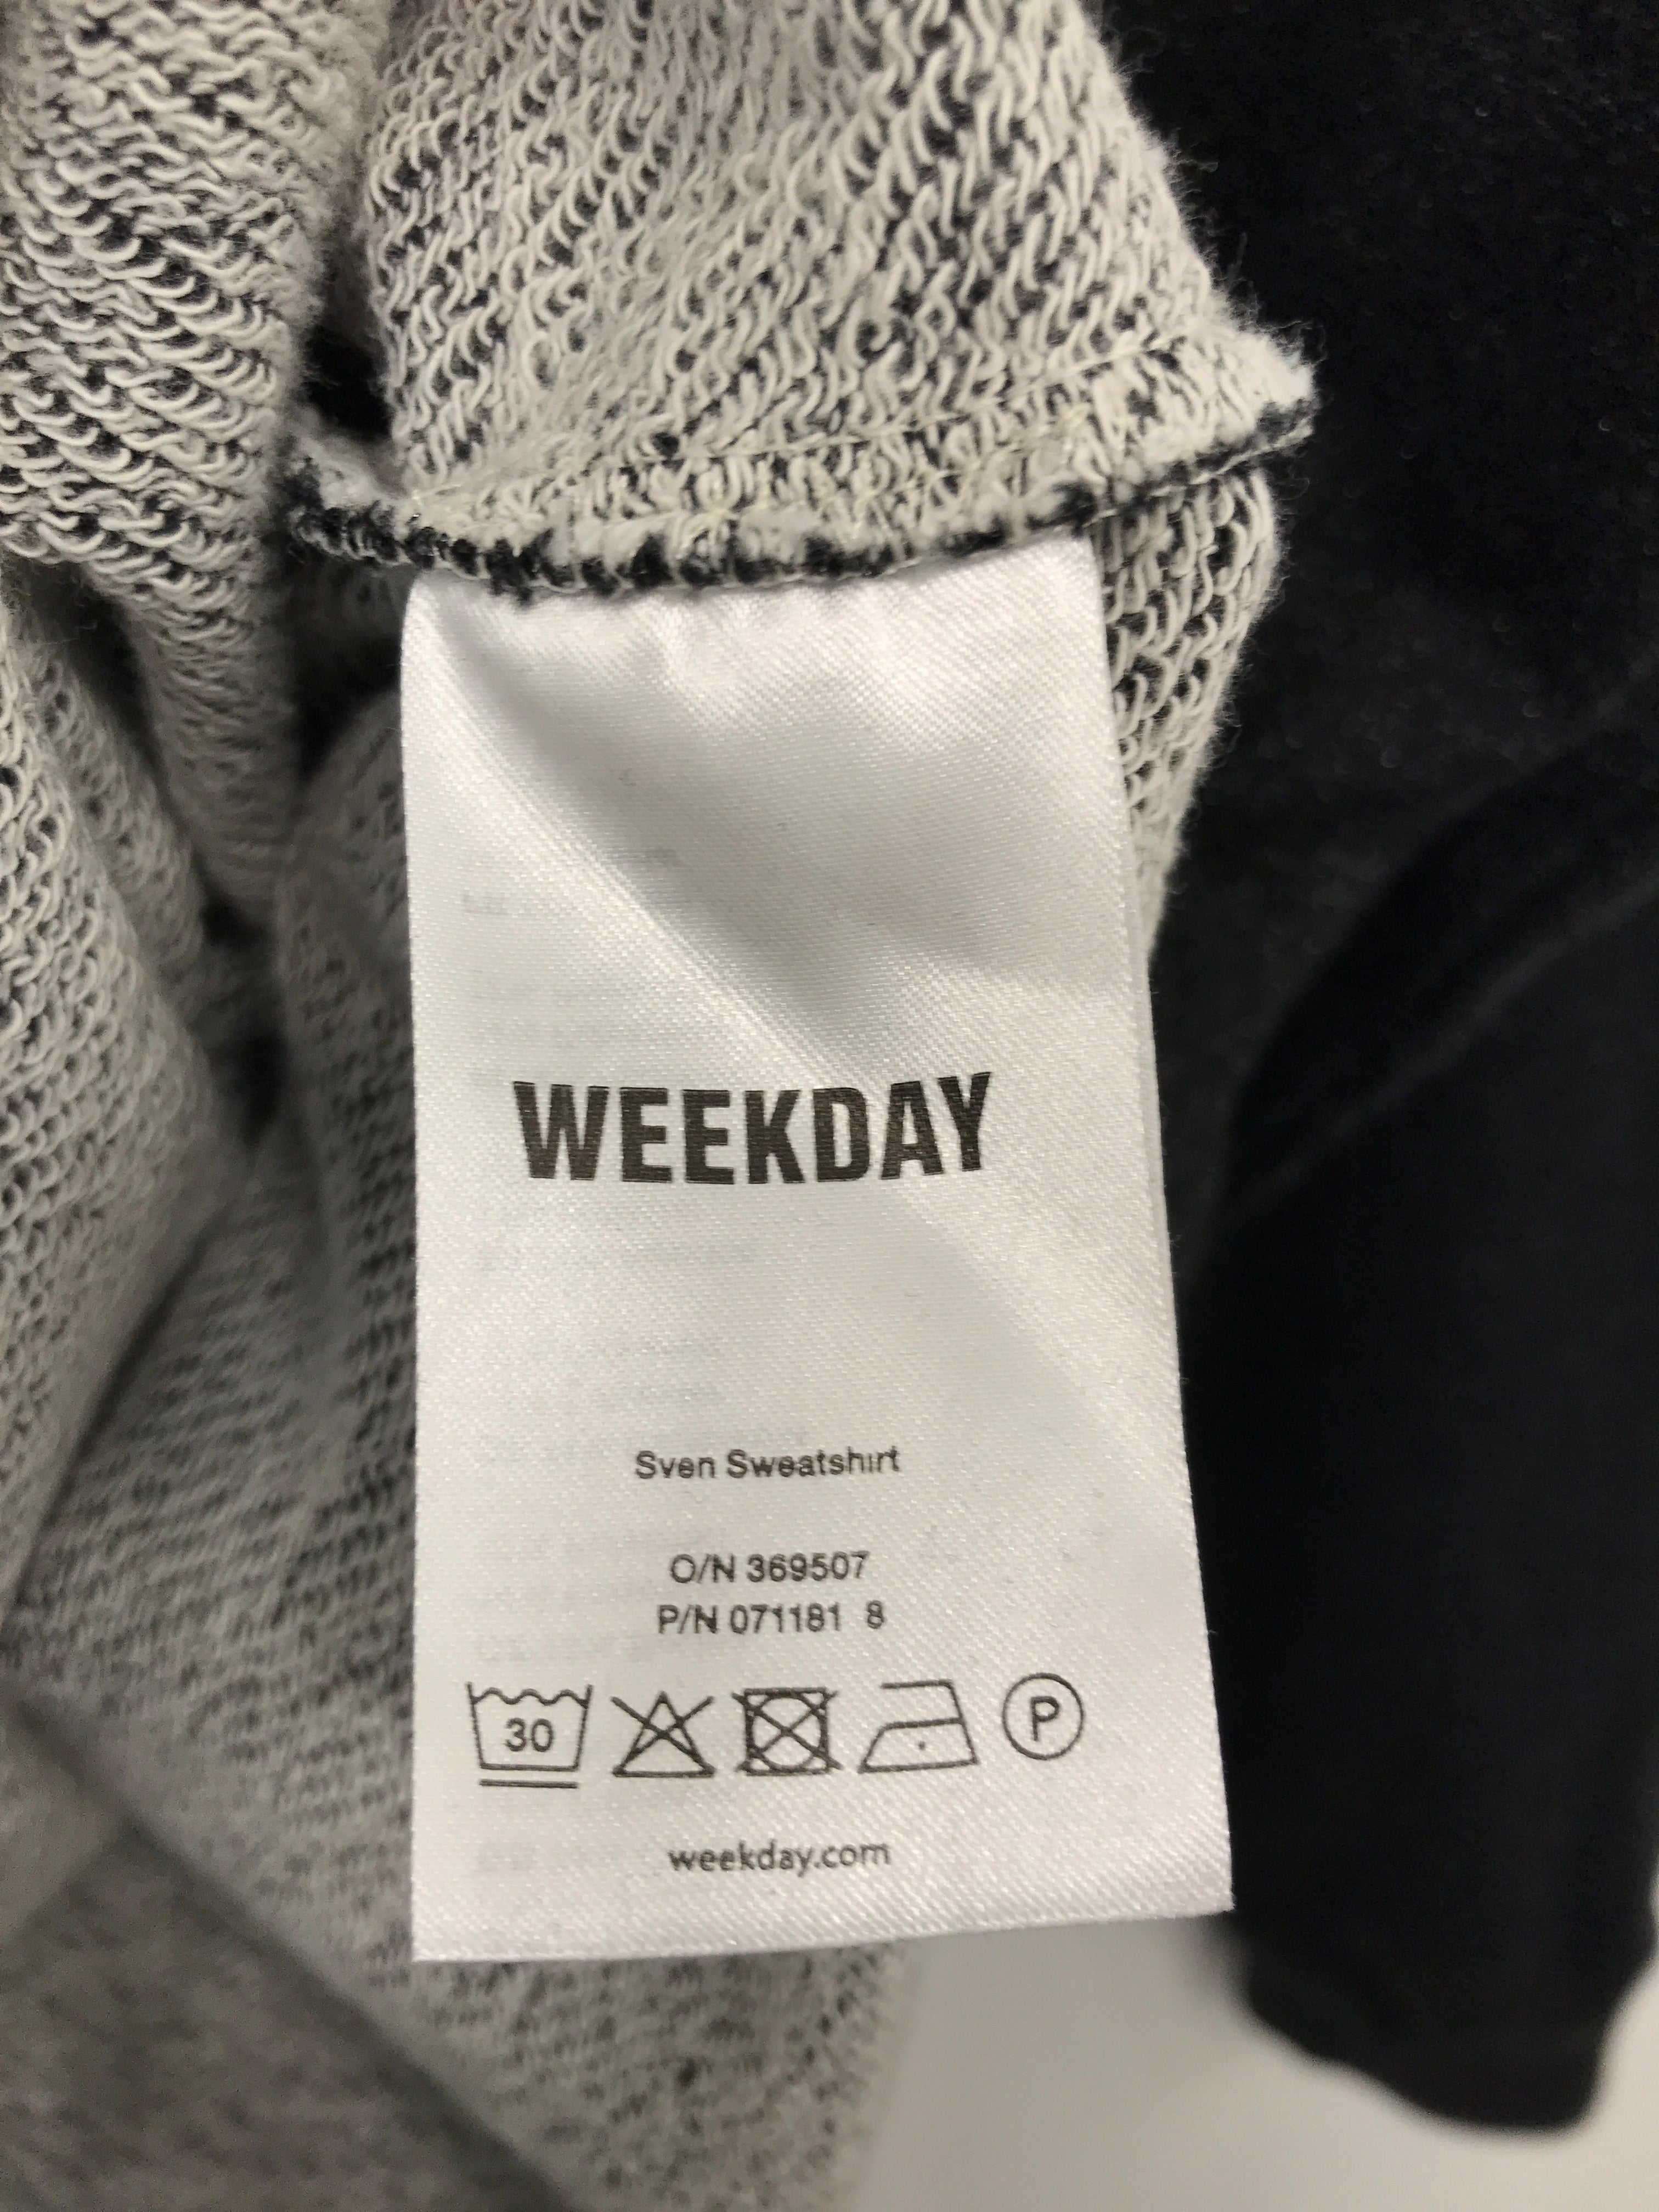 WEEKDAY
Sven Sweatshirt
O/N 369507
P/N 071181 8
30
P
weekday.com